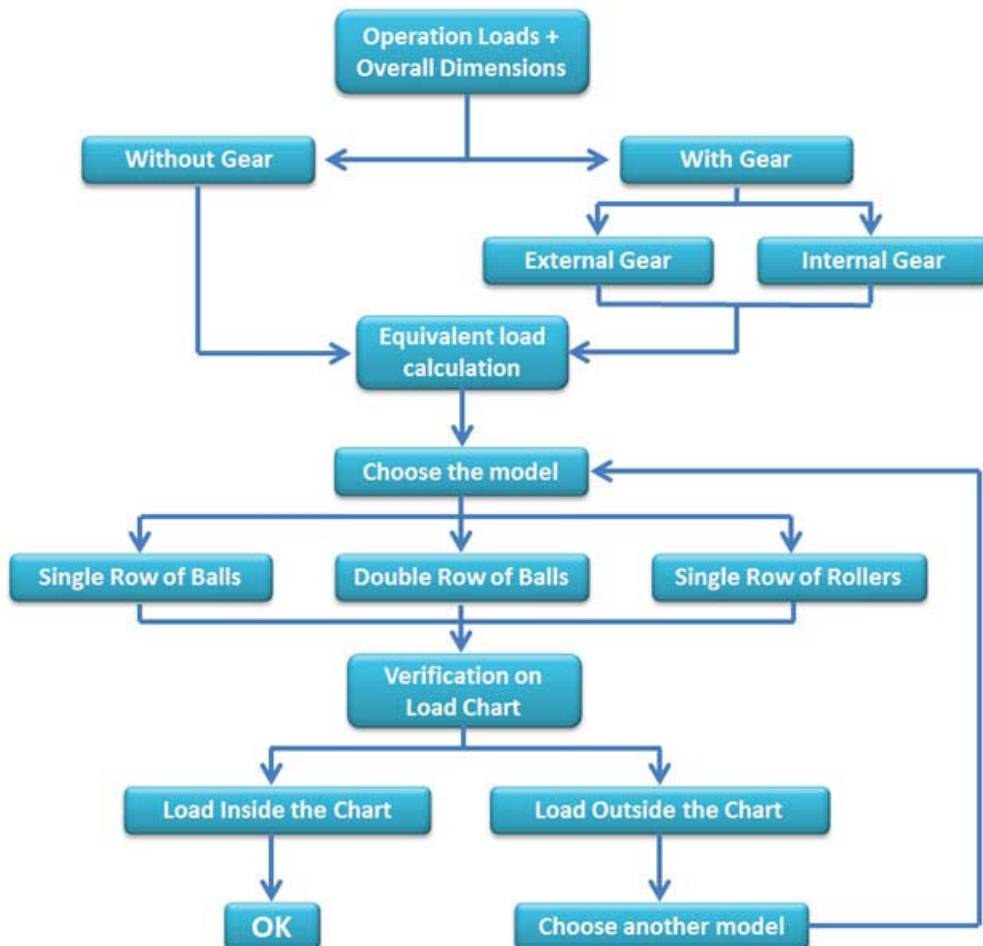 Operation Loads +
Overall Dimensions
Without Gear
With Gear
External Gear
Internal Gear
Equivalent load
calculation
Choose the model
Single Row of Balls
Double Row of Balls
Single Row of Rollers
Verification on
Load Chart
Load Inside the Chart
Load Outside the Chart
OK
Choose another model